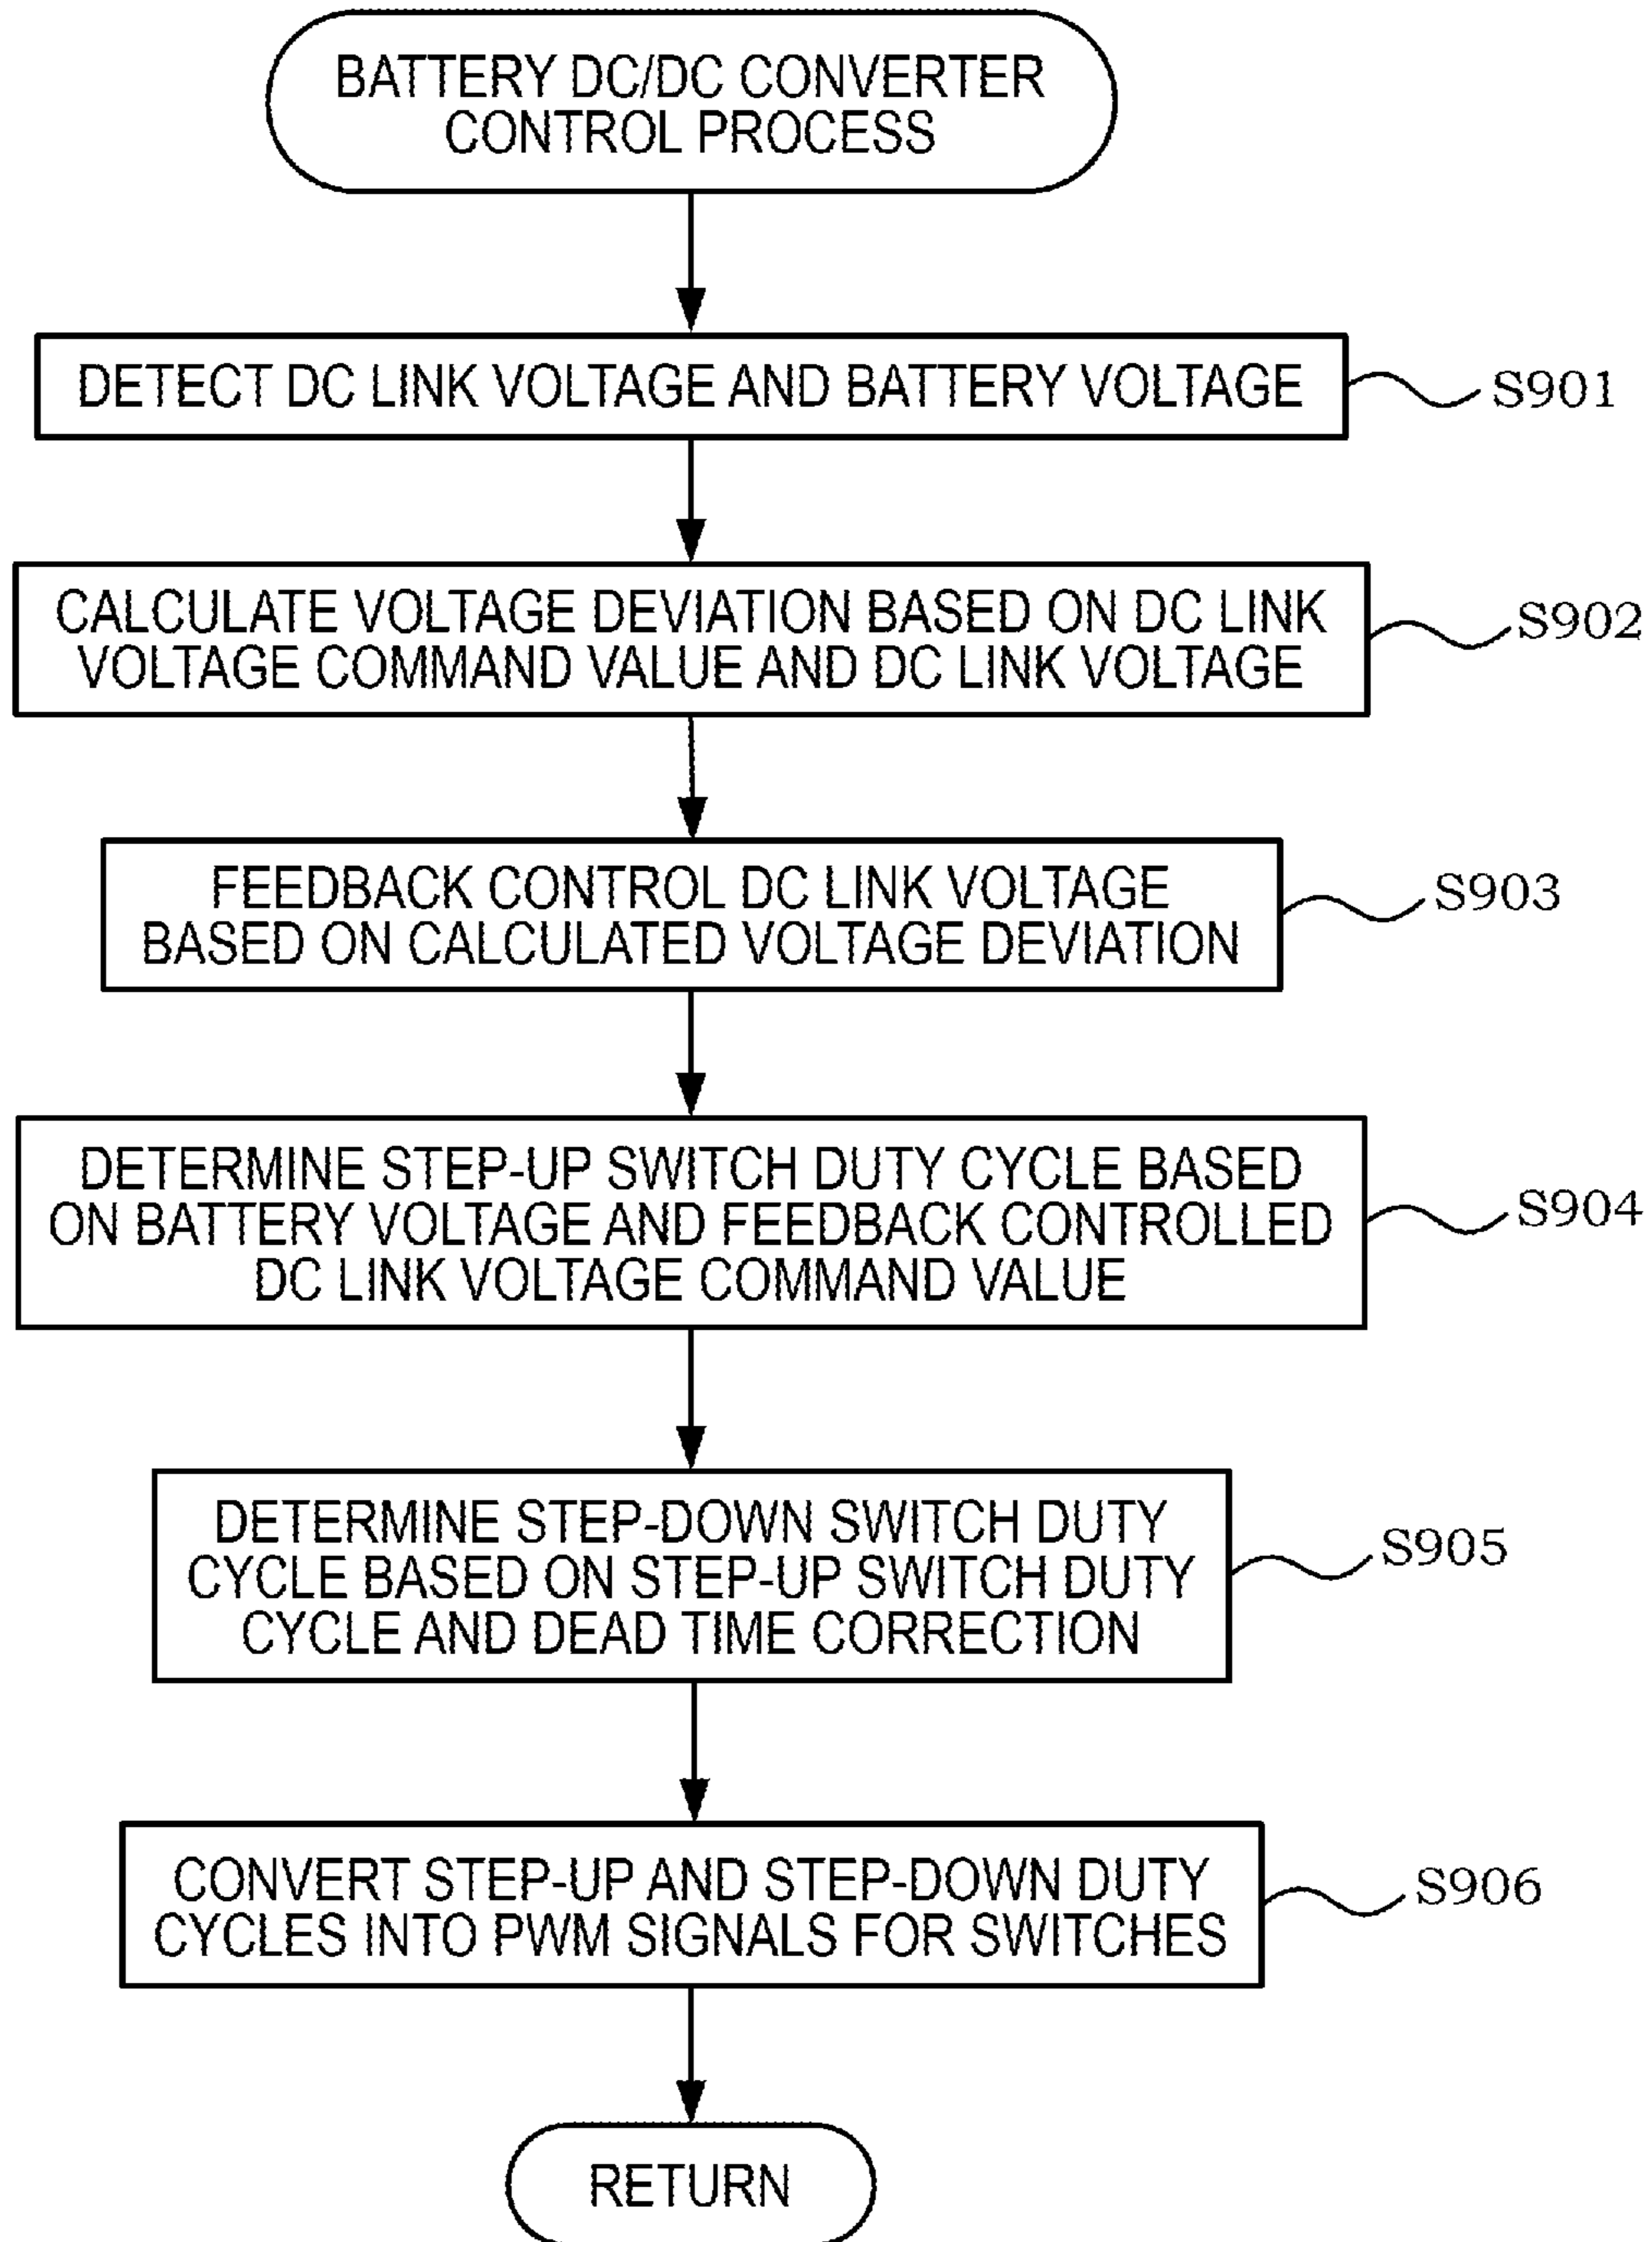 BATTERY DC/DC CONVERTER
CONTROL PROCESS
DETECT DC LINK VOLTAGE AND BATTERY VOLTAGE
S901
CALCULATE VOLTAGE DEVIATION BASED ON DC LINK
VOLTAGE COMMAND VALUE AND DC LINK VOLTAGE
S902
FEEDBACK CONTROL DC LINK VOLTAGE
BASED ON CALCULATED VOLTAGE DEVIATION
S903
DETERMINE STEP-UP SWITCH DUTY CYCLE BASED
ON BATTERY VOLTAGE AND FEEDBACK CONTROLLED
DC LINK VOLTAGE COMMAND VALUE
S904
DETERMINE STEP-DOWN SWITCH DUTY
CYCLE BASED ON STEP-UP SWITCH DUTY
CYCLE AND DEAD TIME CORRECTION
S905
CONVERT STEP-UP AND STEP-DOWN DUTY
CYCLES INTO PWM SIGNALS FOR SWITCHES
S906
RETURN